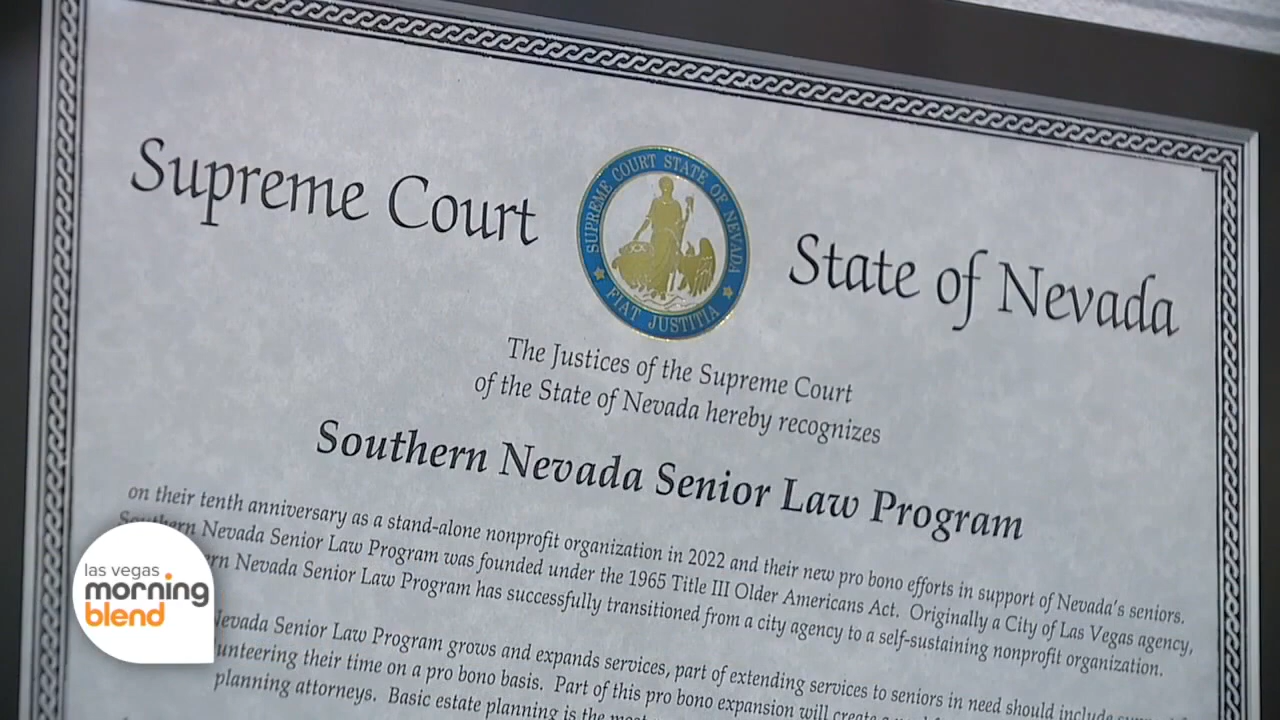 Supreme Court
SUPREME COURT STATE OF NEVADA
FIAT JUSTITIA
State of Nevada
The Justices of the Supreme Court
of the State of Nevada hereby recognizes
Southern Nevada Senior Law Program
on their tenth anniversary as a stand-alone nonprofit organization in 2022 and their new pro bono efforts in support of Nevada's seniors.
Southern Nevada Senior Law Program was founded under the 1965 Title III Older Americans Act. Originally a City of Las Vegas agency,
Nevada Senior Law Program has successfully transitioned from a city agency to a self-sustaining nonprofit organization.
Nevada Senior Law Program grows and expands services, part of extending services to seniors in need should include
their time on a pro bono basis. Part of this pro bono expansion will create
planning attorneys. Basic estate planning is the
las vegas
morning
blend